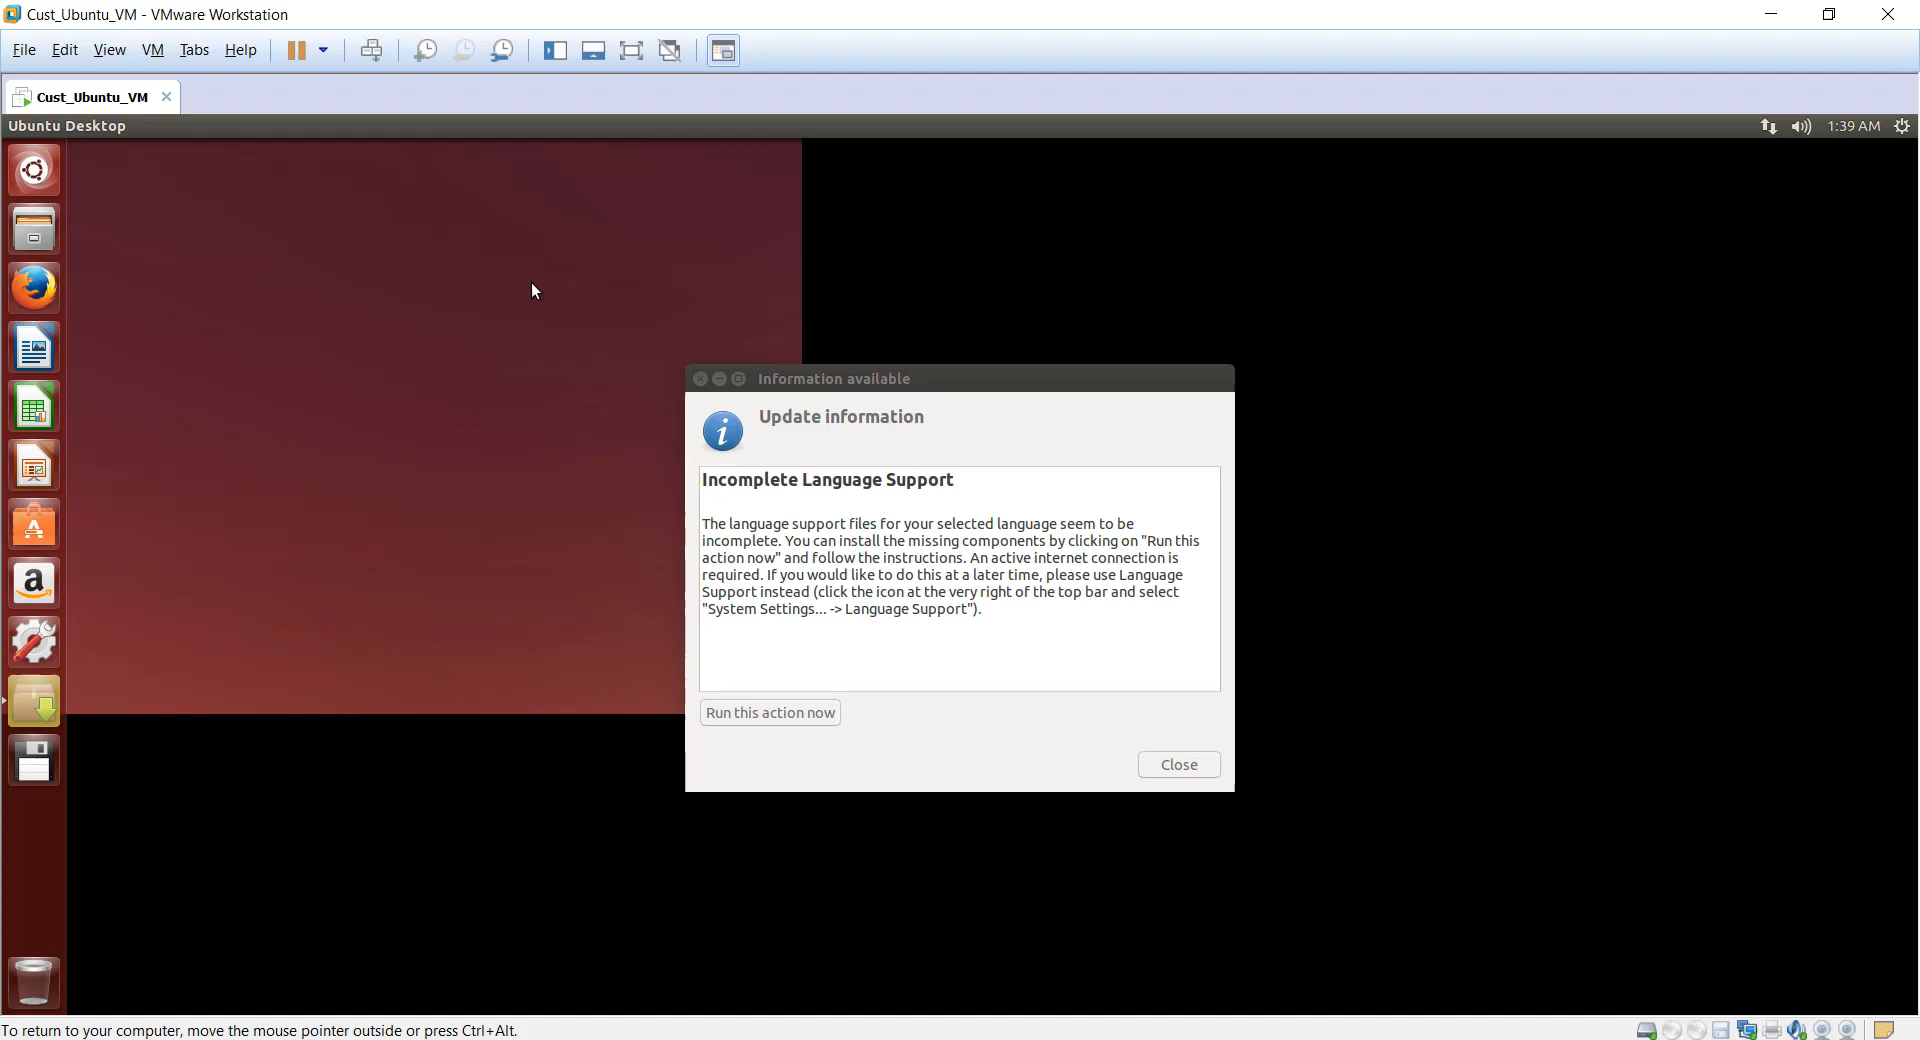 Cust_Ubuntu_VM - VMware Workstation
File Edit View VM Tabs Help
Cust_Ubuntu_VM
Ubuntu Desktop
1:39 AM
Information available
Update information
Incomplete Language Support
The language support files for your selected language seem to be
incomplete. You can install the missing components by clicking on "Run this
action now" and follow the instructions. An active internet connection is
required. If you would like to do this at a later time, please use Language
Support instead (click the icon at the very right of the top bar and select
"System Settings... -> Language Support").
Run this action now
Close
To return to your computer, move the mouse pointer outside or press Ctrl+Alt.